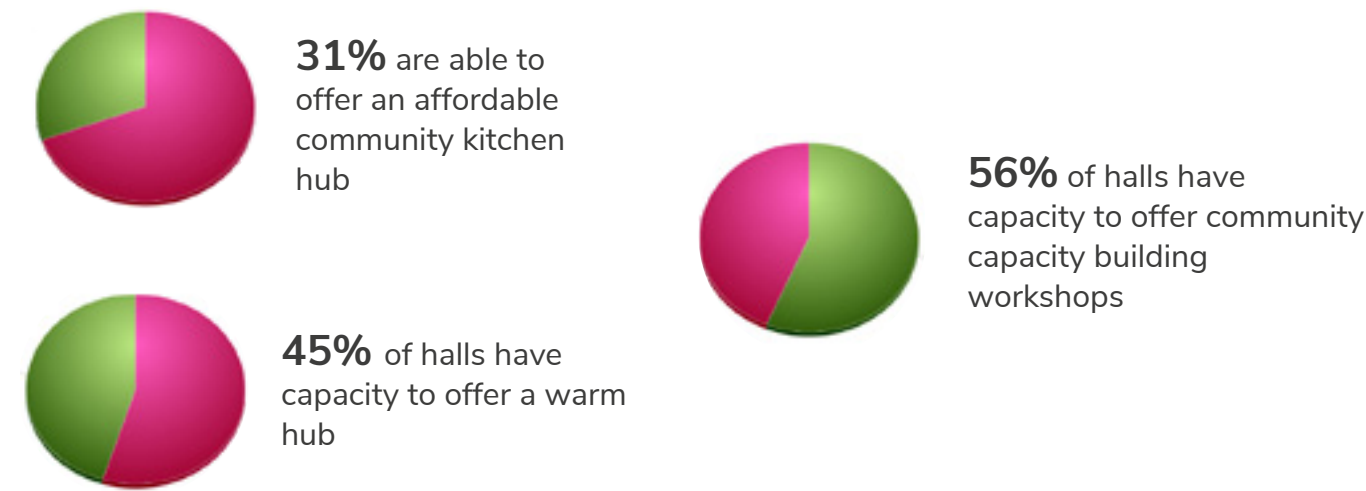 31% are able to
offer an affordable
community kitchen
hub
45% of halls have
capacity to offer a warm
hub
56% of halls have
capacity to offer community
capacity building
workshops